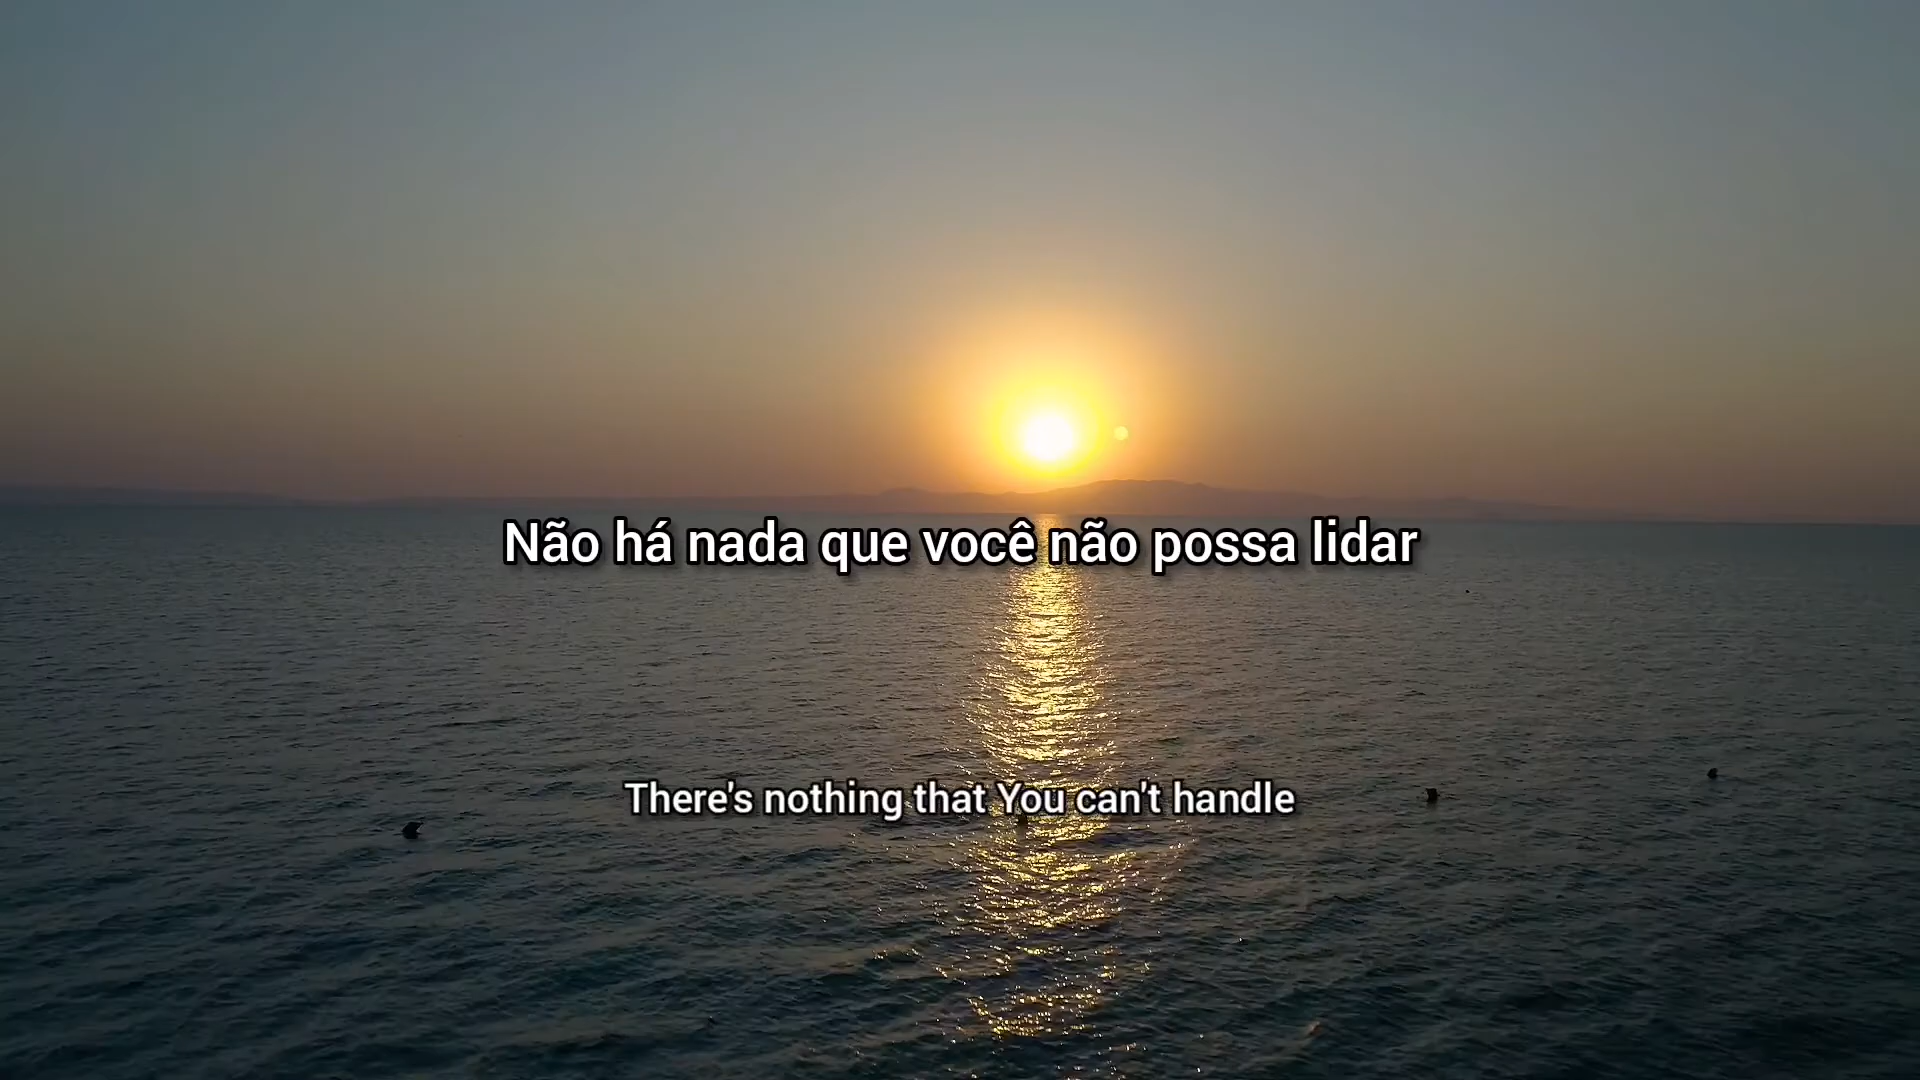 Não há nada que você não possa lidar
There's nothing that You can't handle